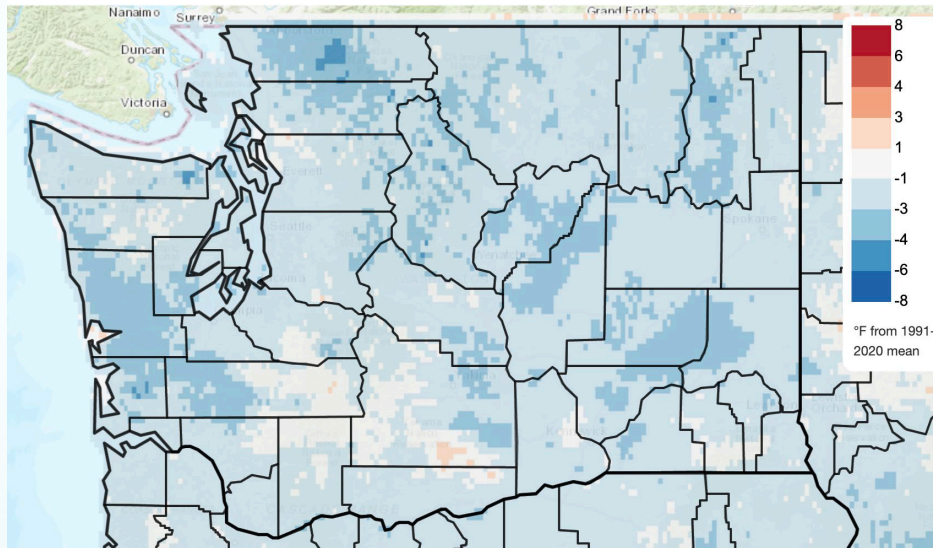 Nanaimo
Surrey
Grand Forks
Duncan
Victoria
Everett
Seattle
Spokane
8
6
4
3
1
-1
-3
-4
-6
-8
°F from 1991-
2020 mean